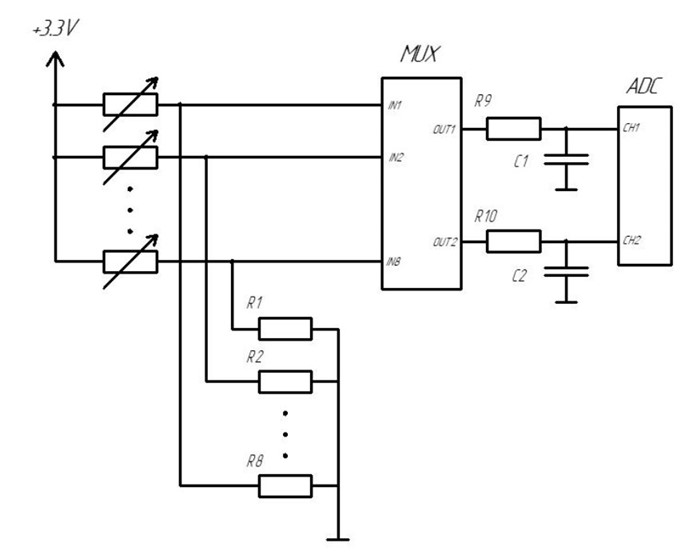 +3.3V
MUX
ADC
IN1
IN2
IN8
OUT1
OUT2
R9
C1
R10
C2
CH1
CH2
R1
R2
R8